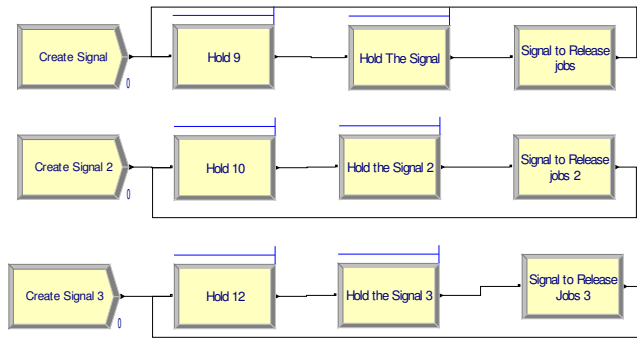 Create Signal
0
Hold 9
Hold The Signal
Signal to Release
jobs
Create Signal 2
0
Hold 10
Hold the Signal 2
Signal to Release
jobs 2
Create Signal 3
0
Hold 12
Hold the Signal 3
Signal to Release
Jobs 3